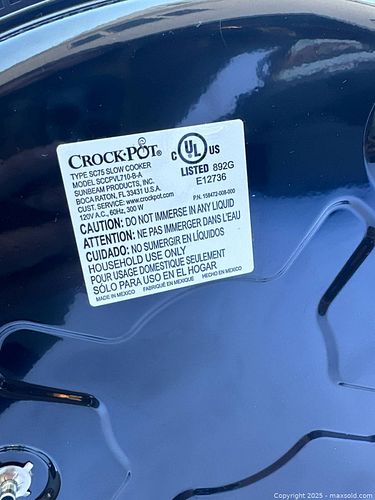 CROCK·POT®
TYPE SC75 SLOW COOKER
MODEL SCCPVL710-B-A
SUNBEAM PRODUCTS, INC.
BOCA RATON, FL 33431 U.S.A.
CUST. SERVICE: www.crockpot.com
120V A.C., 60Hz, 300 W
C UL US
LISTED 892G
E12736
P.N. 158472-008-000
CAUTION: DO NOT IMMERSE IN ANY LIQUID
ATTENTION: NE PAS IMMERGER DANS L'EAU
CUIDADO: NO SUMERGIR EN LÍQUIDOS
HOUSEHOLD USE ONLY
POUR USAGE DOMESTIQUE SEULEMENT
SÓLO PARA USO EN EL HOGAR
MADE IN MEXICO FABRIQUÉ EN MEXIQUE HECHO EN MEXICO
Copyright 2025 - maxsold.com